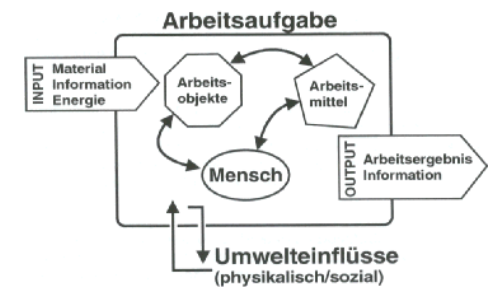 Arbeitsaufgabe
INPUT
Material
Information
Energie
Arbeits-
objekte
Arbeits-
mittel
Mensch
OUTPUT
Arbeitsergebnis
Information
Umwelteinflüsse
(physikalisch/sozial)